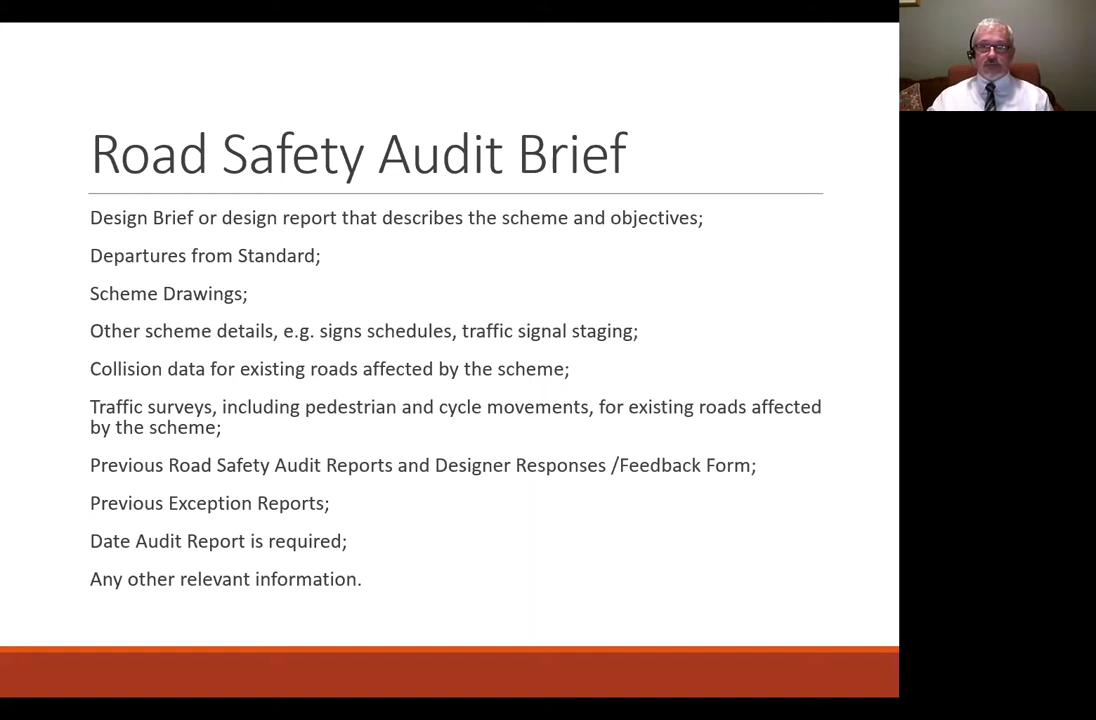 Road Safety Audit Brief
Design Brief or design report that describes the scheme and objectives;
Departures from Standard;
Scheme Drawings;
Other scheme details, e.g. signs schedules, traffic signal staging;
Collision data for existing roads affected by the scheme;
Traffic surveys, including pedestrian and cycle movements, for existing roads affected
by the scheme;
Previous Road Safety Audit Reports and Designer Responses /Feedback Form;
Previous Exception Reports;
Date Audit Report is required;
Any other relevant information.